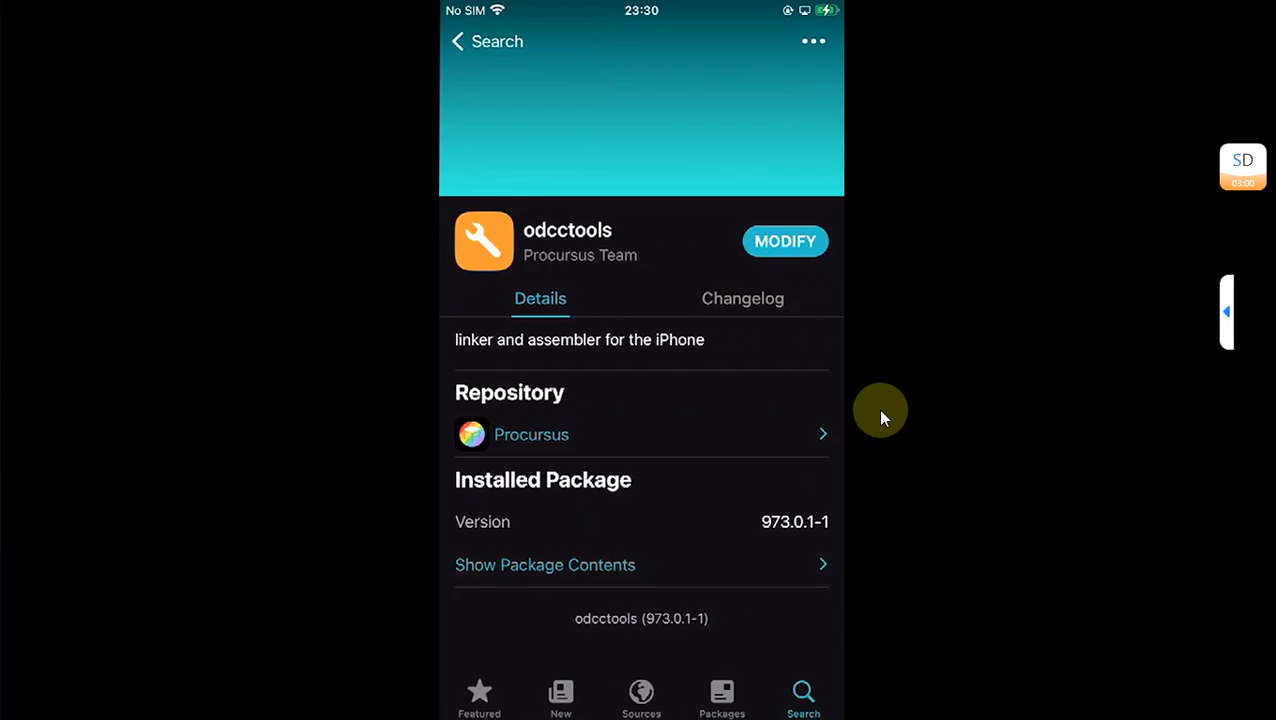 No SIM 23:30
Search
odcctools
Procursus Team
MODIFY
Details Changelog
linker and assembler for the iPhone
Repository
Procursus
Installed Package
Version 973.0.1-1
Show Package Contents
odcctools (973.0.1-1)
Featured New Sources Packages Search
SD
03:00